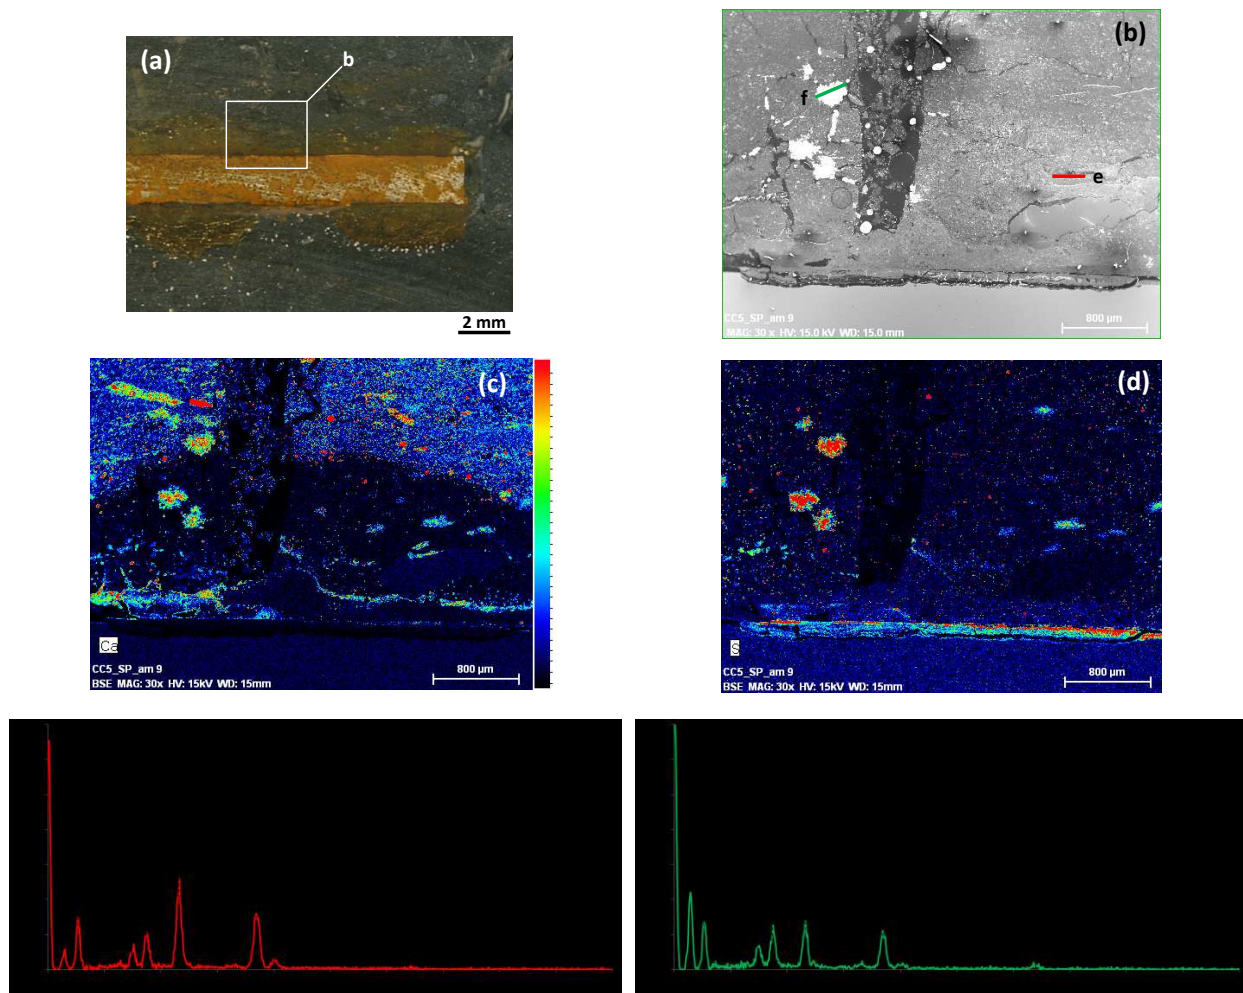 (a)
b
2 mm
(b)
f
e
CC5_SP_am 9
MAG: 30 x HV: 15.0 kV WD: 15.0 mm
800 µm
(c)
Ca
CC5_SP_am 9
BSE MAG: 30x HV: 15kV WD: 15mm
800 µm
(d)
S
CC5_SP_am 9
BSE MAG: 30x HV: 15kV WD: 15mm
800 µm